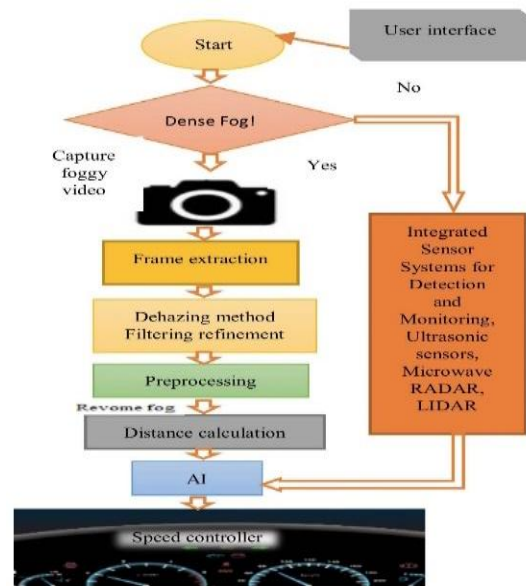 User interface
Start
No
Dense Fog!
Capture
foggy
video
Yes
Frame extraction
Dehazing method
Filtering refinement
Preprocessing
Revome fog
Distance calculation
AI
Integrated
Sensor
Systems for
Detection
and
Monitoring,
Ultrasonic
sensors,
Microwave
RADAR,
LIDAR
Speed controller